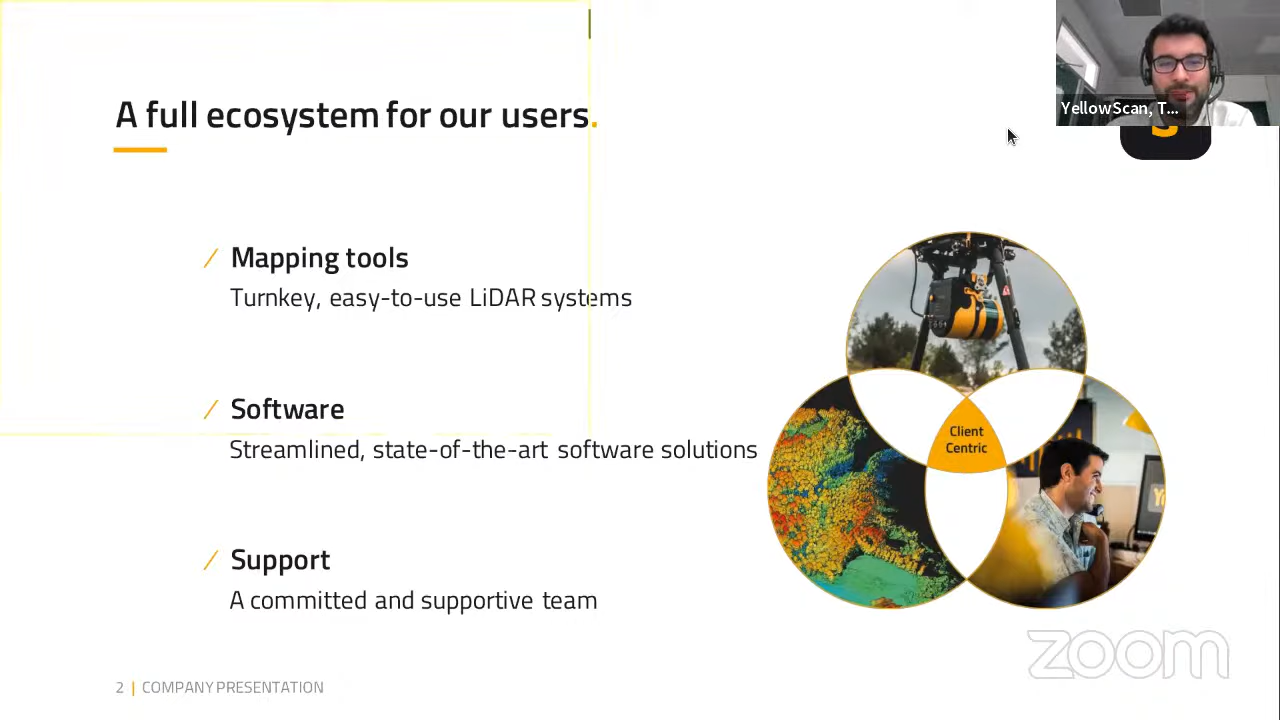 A full ecosystem for our users.
YellowScan, T...
/ Mapping tools
Turnkey, easy-to-use LiDAR systems
/ Software
Streamlined, state-of-the-art software solutions
/ Support
A committed and supportive team
Client
Centric
zoom
2 | COMPANY PRESENTATION